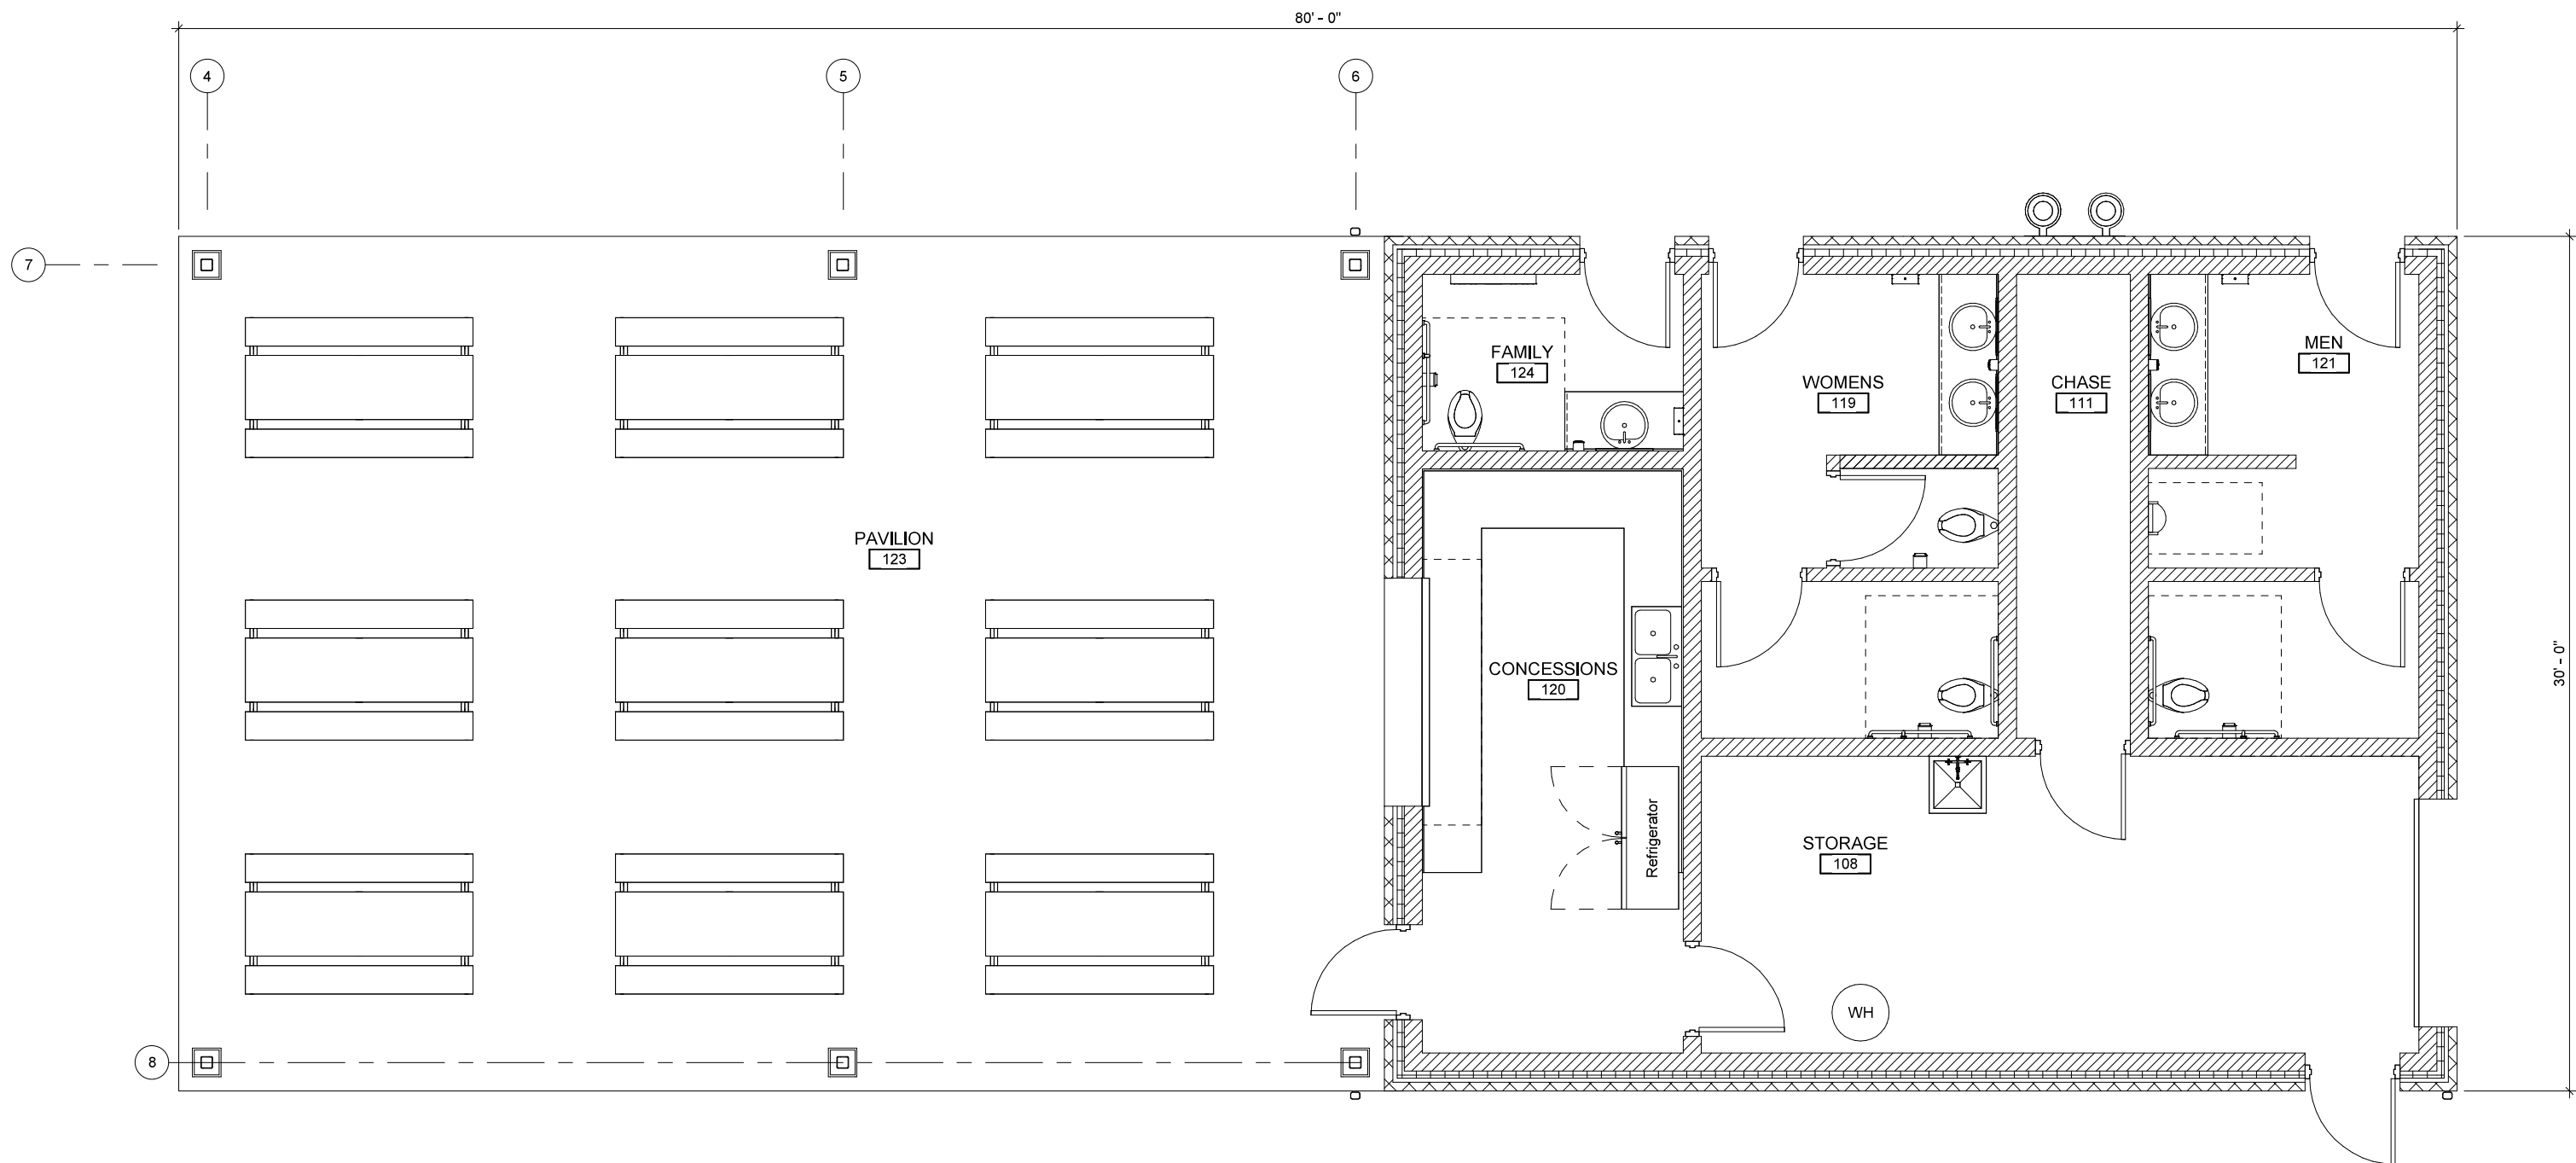 80' - 0"
4
5
6
7
FAMILY
124
WOMENS
119
CHASE
111
MEN
121
PAVILION
123
CONCESSIONS
120
30' - 0"
Refrigerator
STORAGE
108
WH
8